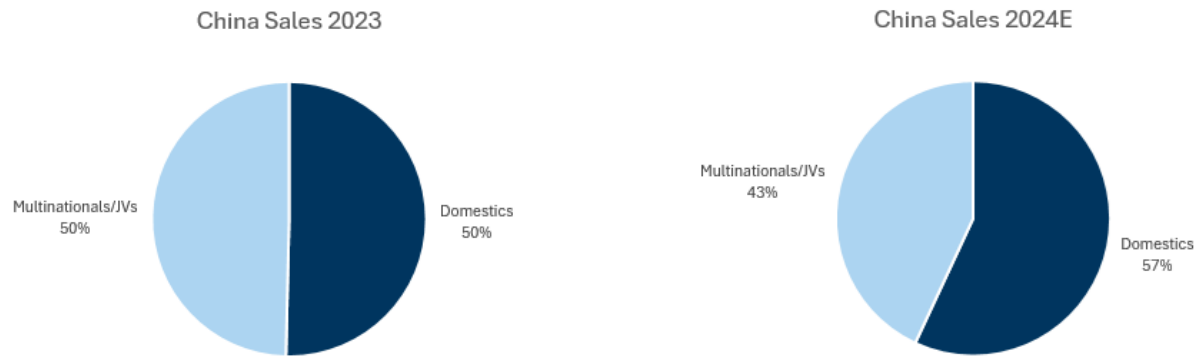 China Sales 2023
Multinationals/JVs
50%
Domestics
50%
China Sales 2024E
Multinationals/JVs
43%
Domestics
57%